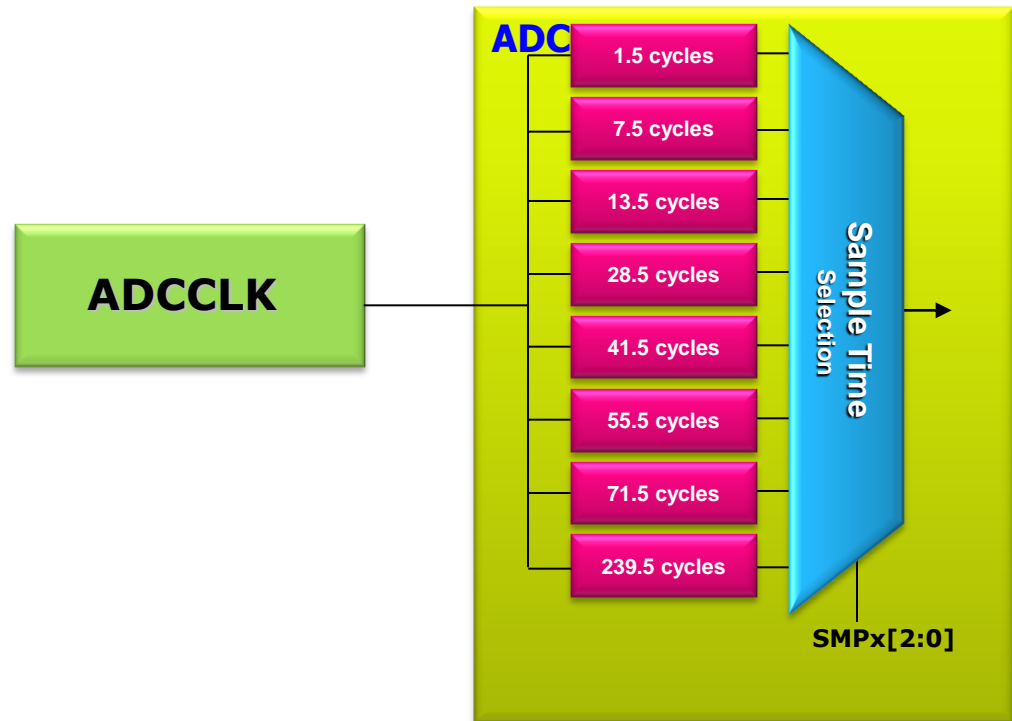 ADC
1.5 cycles
7.5 cycles
13.5 cycles
ADCCLK
28.5 cycles
41.5 cycles
55.5 cycles
71.5 cycles
239.5 cycles
Sample Time
Selection
SMPx[2:0]